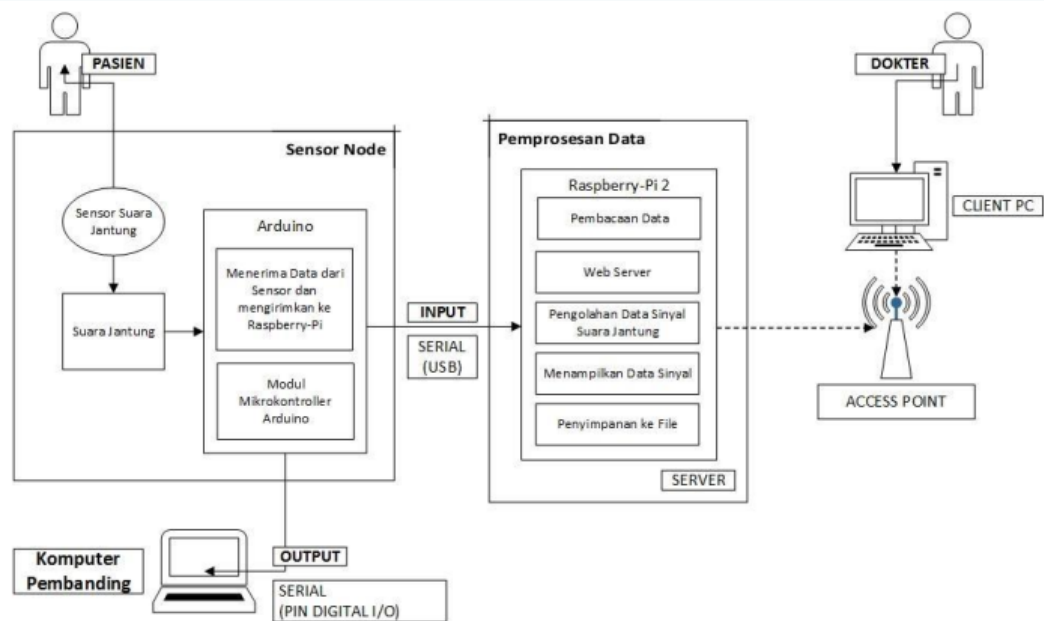 PASIEN
DOKTER
Sensor Node
Pemprosesan Data
Sensor Suara
Jantung
Suara Jantung
Arduino
Menerima Data dari
Sensor dan
mengirimkan ke
Raspberry-Pi
Modul
Mikrokontroller
Arduino
INPUT
SERIAL
(USB)
Raspberry-Pi 2
Pembacaan Data
Web Server
Pengolahan Data Sinyal
Suara Jantung
Menampilkan Data Sinyal
Penyimpanan ke File
SERVER
CLIENT PC
ACCESS POINT
Komputer
Pembanding
OUTPUT
SERIAL
(PIN DIGITAL I/O)